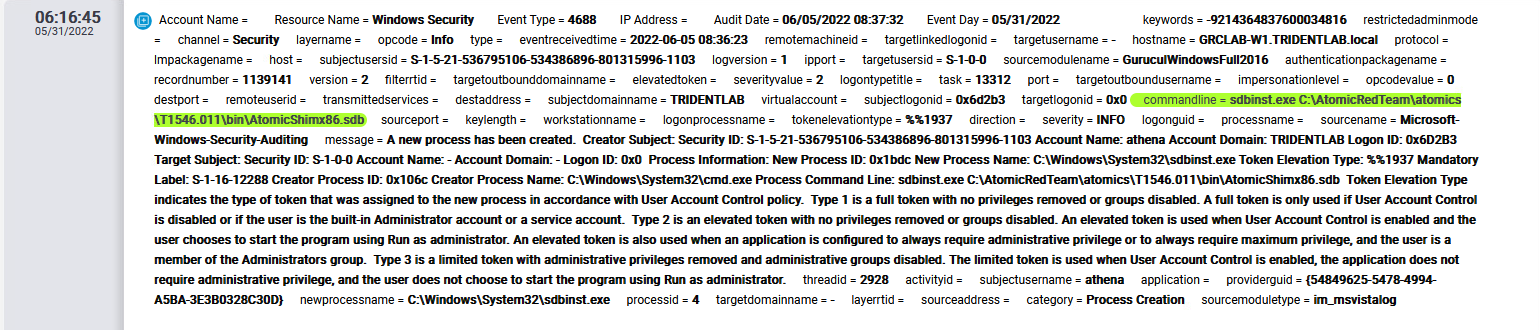 06:16:45
05/31/2022
Account Name = Resource Name = Windows Security Event Type = 4688 IP Address = Audit Date = 06/05/2022 08:37:32 Event Day = 05/31/2022 keywords = -9214364837600034816 restrictedadminmode
= channel = Security layername = opcode = Info type = eventreceivedtime = 2022-06-05 08:36:23 remotemachineid = targetlinkedlogonid = targetusername = - hostname = GRCLAB-W1.TRIDENTLAB.local protocol =
lmpackagename = host = subjectusersid = S-1-5-21-536795106-534386896-801315996-1103 logversion = 1 ipport = targetusersid = S-1-0-0 sourcemodulename = GuruculWindowsFull2016 authenticationpackagename =
recordnumber = 1139141 version = 2 filterrtid = targetoutbounddomainname = elevatedtoken = severityvalue = 2 logontypetitle = task = 13312 port = targetoutboundusername = impersonationlevel = opcodevalue = 0
destport = remoteuserid = transmittedservices = destaddress = subjectdomainname = TRIDENTLAB virtualaccount = subjectlogonid = 0x6d2b3 targetlogonid = 0x0 commandline = sdbinst.exe C:\AtomicRedTeam\atomics
\T1546.011\bin\AtomicShimx86.sdb sourceport = keylength = workstationname = logonprocessname = tokenelevationtype = %%1937 direction = severity = INFO logonguid = processname = sourcename = Microsoft-
Windows-Security-Auditing message = A new process has been created. Creator Subject: Security ID: S-1-5-21-536795106-534386896-801315996-1103 Account Name: athena Account Domain: TRIDENTLAB Logon ID: 0x6D2B3
Target Subject: Security ID: S-1-0-0 Account Name: - Account Domain: - Logon ID: 0x0 Process Information: New Process ID: 0x1bdc New Process Name: C:\Windows\System32\sdbinst.exe Token Elevation Type: %%1937 Mandatory
Label: S-1-16-12288 Creator Process ID: 0x106c Creator Process Name: C:\Windows\System32\cmd.exe Process Command Line: sdbinst.exe C:\AtomicRedTeam\atomics\T1546.011\bin\AtomicShimx86.sdb Token Elevation Type
indicates the type of token that was assigned to the new process in accordance with User Account Control policy. Type 1 is a full token with no privileges removed or groups disabled. A full token is only used if User Account Control
is disabled or if the user is the built-in Administrator account or a service account. Type 2 is an elevated token with no privileges removed or groups disabled. An elevated token is used when User Account Control is enabled and the
user chooses to start the program using Run as administrator. An elevated token is also used when an application is configured to always require administrative privilege or to always require maximum privilege, and the user is a
member of the Administrators group. Type 3 is a limited token with administrative privileges removed and administrative groups disabled. The limited token is used when User Account Control is enabled, the application does not
require administrative privilege, and the user does not choose to start the program using Run as administrator. threadid = 2928 activityid = subjectusername = athena application = providerguid = {54849625-5478-4994-
A5BA-3E3B0328C30D} newprocessname = C:\Windows\System32\sdbinst.exe processid = 4 targetdomainname = - layerrtid = sourceaddress = category = Process Creation sourcemoduletype = im_msvistalog